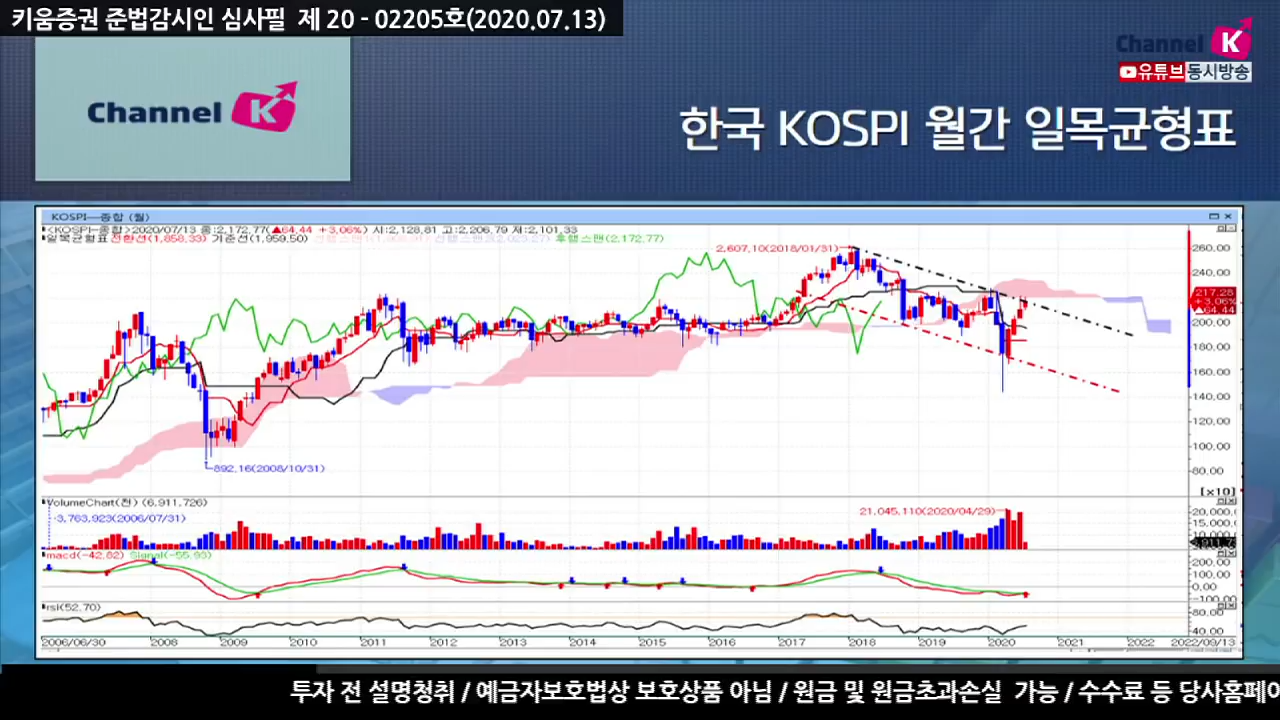 키움증권 준법감시인 심사필 제 20 - 02205호(2020.07.13)
Channel K
유튜브동시방송
Channel K
한국 KOSPI 월간 일목균형표
KOSPI—종합 (월)
<KOSPI-종합>2020/07/13 종:2,172.77(▲64.44 +3,06%) 시:2,128,81 고:2,206,79 저:2,101,33
일목균형표 전환선(1,858,33) 기준선(1,959,50) 후행스팬(2,172,77)
2,607,10(2018/01/31)
260.00
240.00
217.28
+3,06%
▲64,44
200.00
180.00
160.00
140.00
120.00
100.00
80.00
892,16(2008/10/31)
[x10]
VolumeChart(천) (6,911,726)
3,763,923(2006/07/31)
21,045,110(2020/04/29)
20,000.0
15,000.0
macd(-42,82) Signal(-55,93)
200.00
100.00
0.00
-100.00
rsi(52,70)
80.00
40.00
2006/06/30 2008 2009 2010 2011 2012 2013 2014 2015 2016 2017 2018 2019 2020 2021 2022 2022/09/13
투자 전 설명청취 / 예금자보호법상 보호상품 아님 / 원금 및 원금초과손실 가능 / 수수료 등 당사홈페이